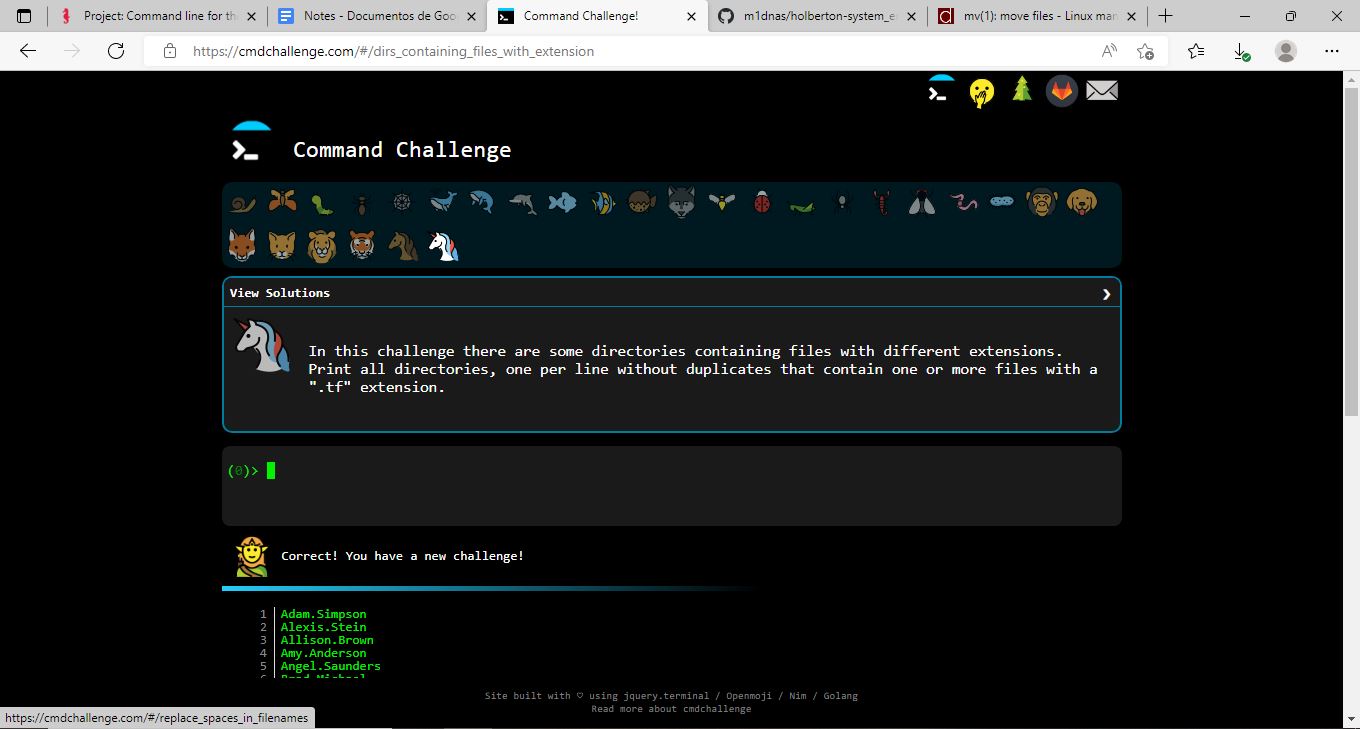 Project: Command line for th
Notes - Documentos de Goo
Command Challenge!
m1dnas/holberton-system_e
mv(1): move files - Linux man
https://cmdchallenge.com/#/dirs_containing_files_with_extension
Command Challenge
View Solutions
In this challenge there are some directories containing files with different extensions.
Print all directories, one per line without duplicates that contain one or more files with a
".tf" extension.
(0)>
Correct! You have a new challenge!
1 Adam.Simpson
2 Alexis.Stein
3 Allison.Brown
4 Amy.Anderson
5 Angel.Saunders
Site built with ♡ using jquery.terminal / Openmoji / Nim / Golang
Read more about cmdchallenge
https://cmdchallenge.com/#/replace_spaces_in_filenames